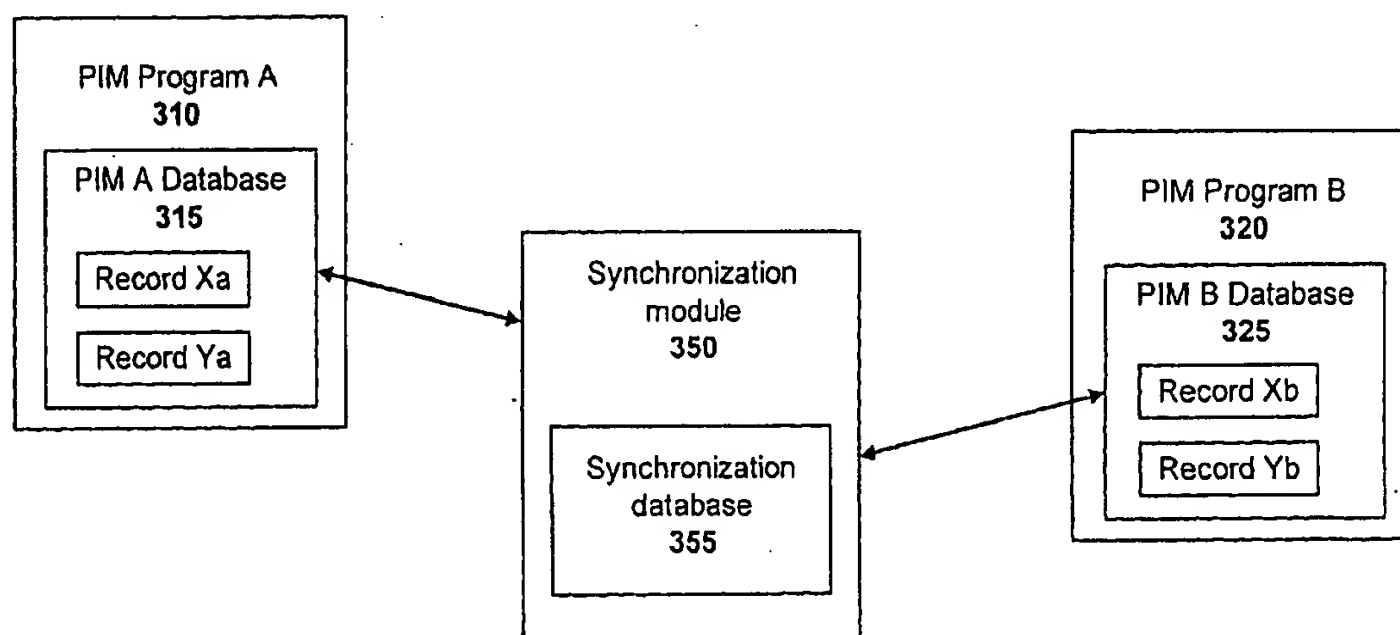 PIM Program A
310
PIM A Database
315
Record Xa
Record Ya
Synchronization
module
350
Synchronization
database
355
PIM Program B
320
PIM B Database
325
Record Xb
Record Yb